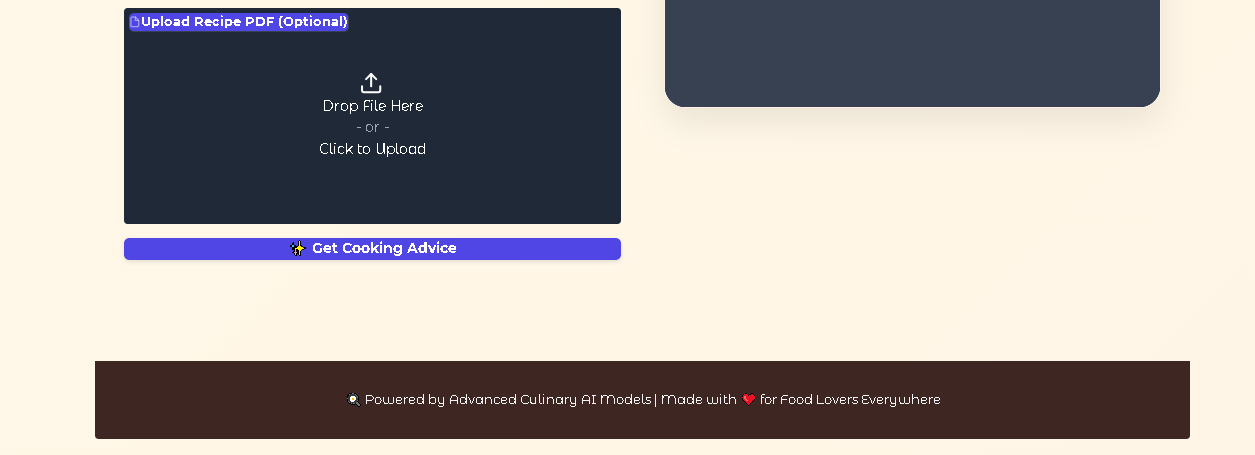 Upload Recipe PDF (Optional)
Drop File Here
- or -
Click to Upload
✨ Get Cooking Advice
🍳 Powered by Advanced Culinary AI Models | Made with ❤️ for Food Lovers Everywhere